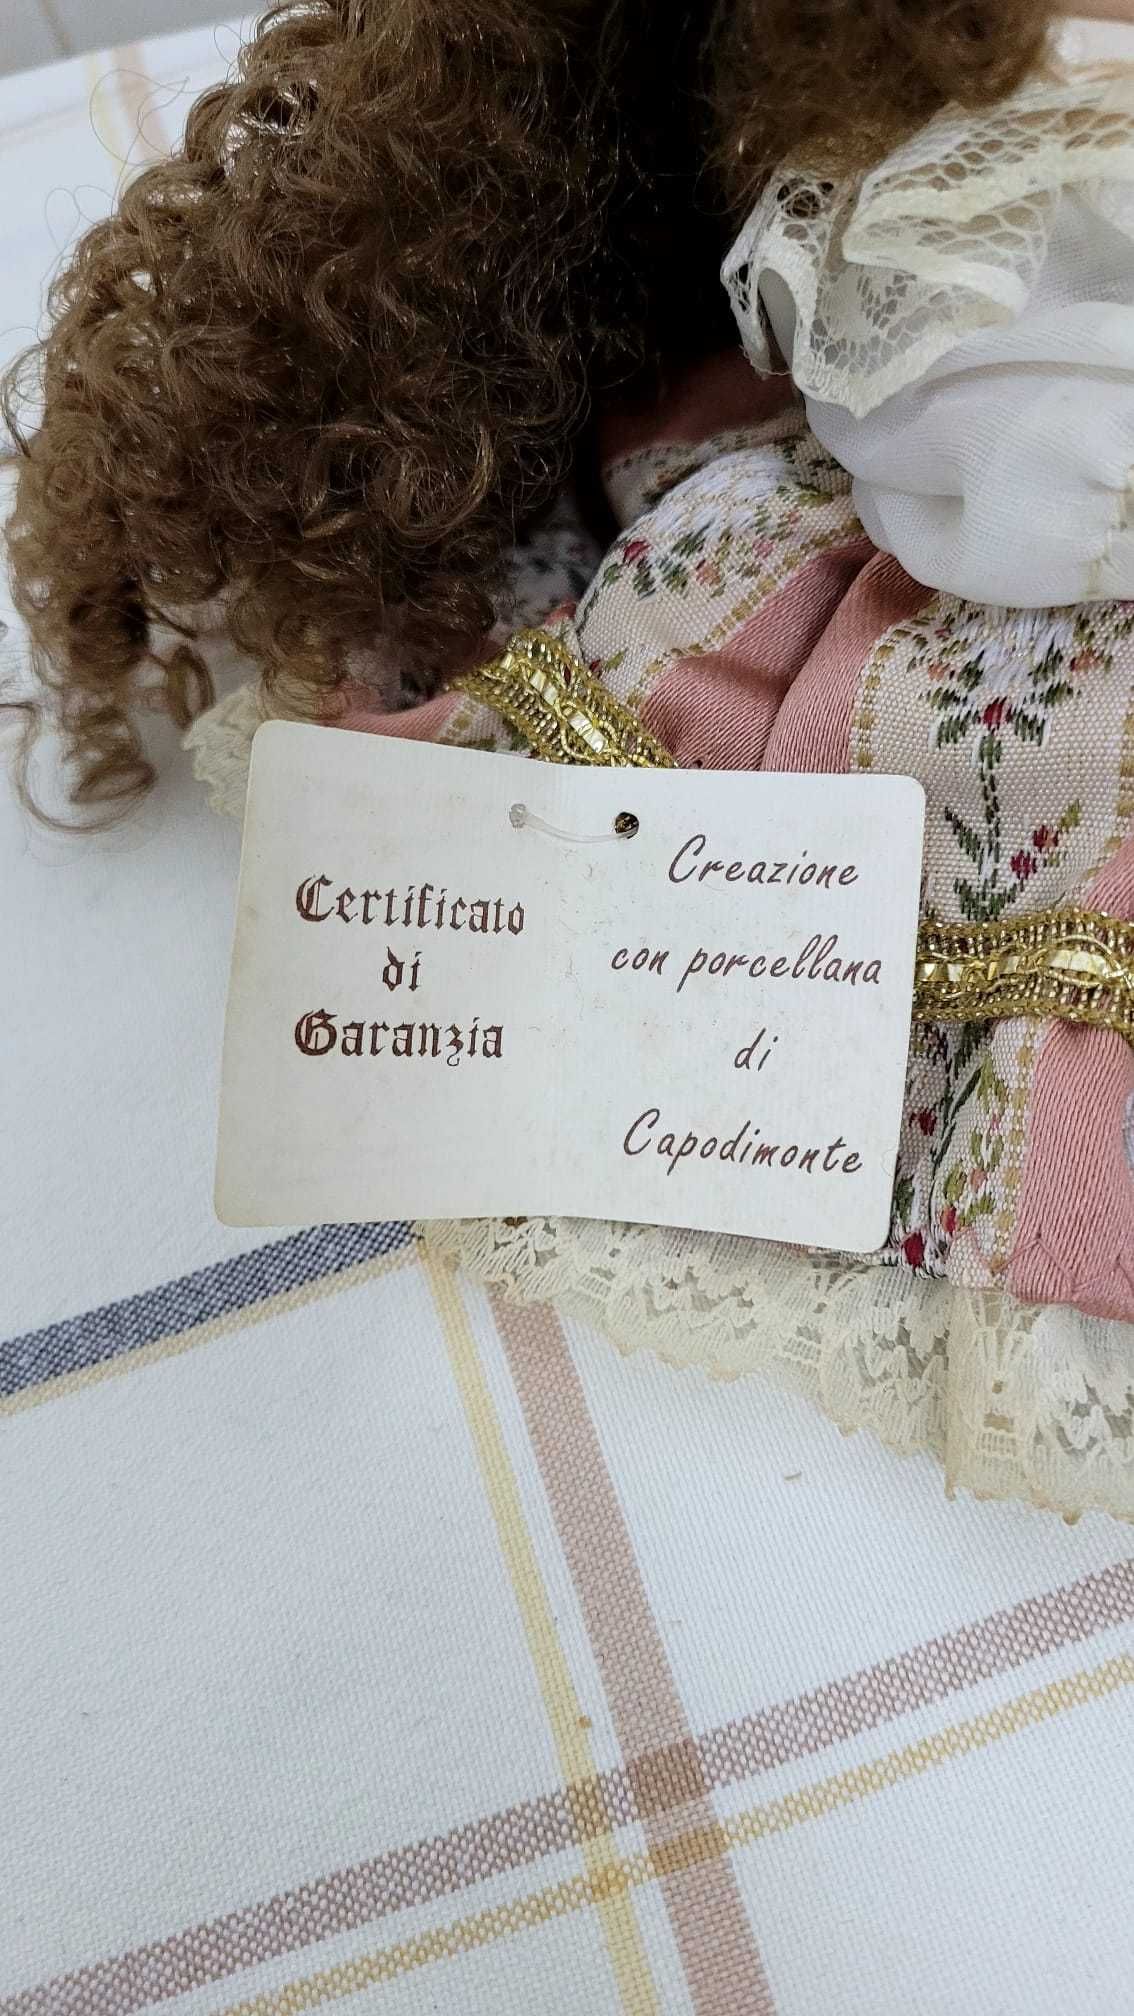 Certificato
di
Garanzia
Creazione
con porcellana
di
Capodimonte